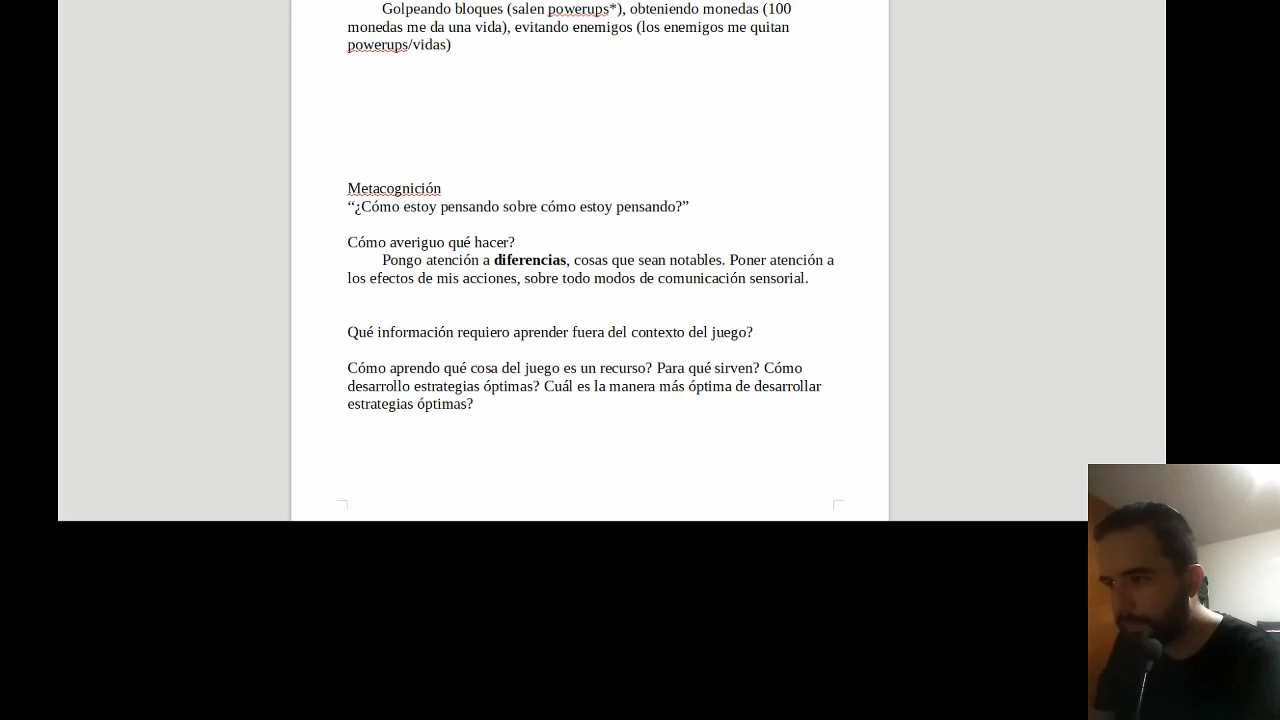 Golpeando bloques (salen powerups*), obteniendo monedas (100
monedas me da una vida), evitando enemigos (los enemigos me quitan
powerups/vidas)
Metacognición
“¿Cómo estoy pensando sobre cómo estoy pensando?”
Cómo averiguo qué hacer?
Pongo atención a diferencias, cosas que sean notables. Poner atención a
los efectos de mis acciones, sobre todo modos de comunicación sensorial.
Qué información requiero aprender fuera del contexto del juego?
Cómo aprendo qué cosa del juego es un recurso? Para qué sirven? Cómo
desarrollo estrategias óptimas? Cuál es la manera más óptima de desarrollar
estrategias óptimas?